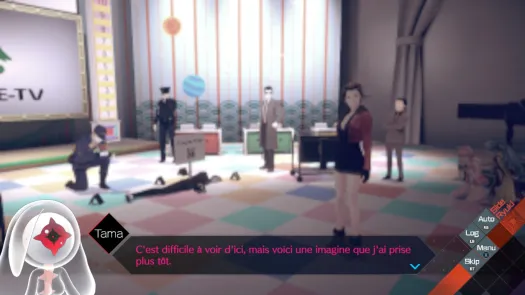 E-TV
Tama
C'est difficile à voir d'ici, mais voici une imagine que j'ai prise
plus tôt.
Auto
Log
Menu
Skip